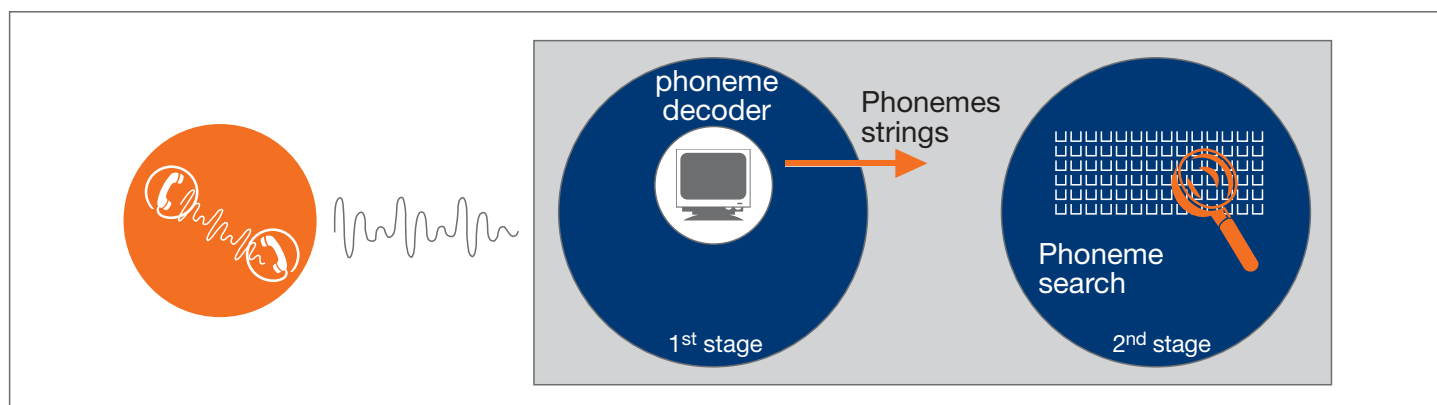 phoneme
decoder
1st stage
Phonemes
strings
Phoneme
search
2nd stage